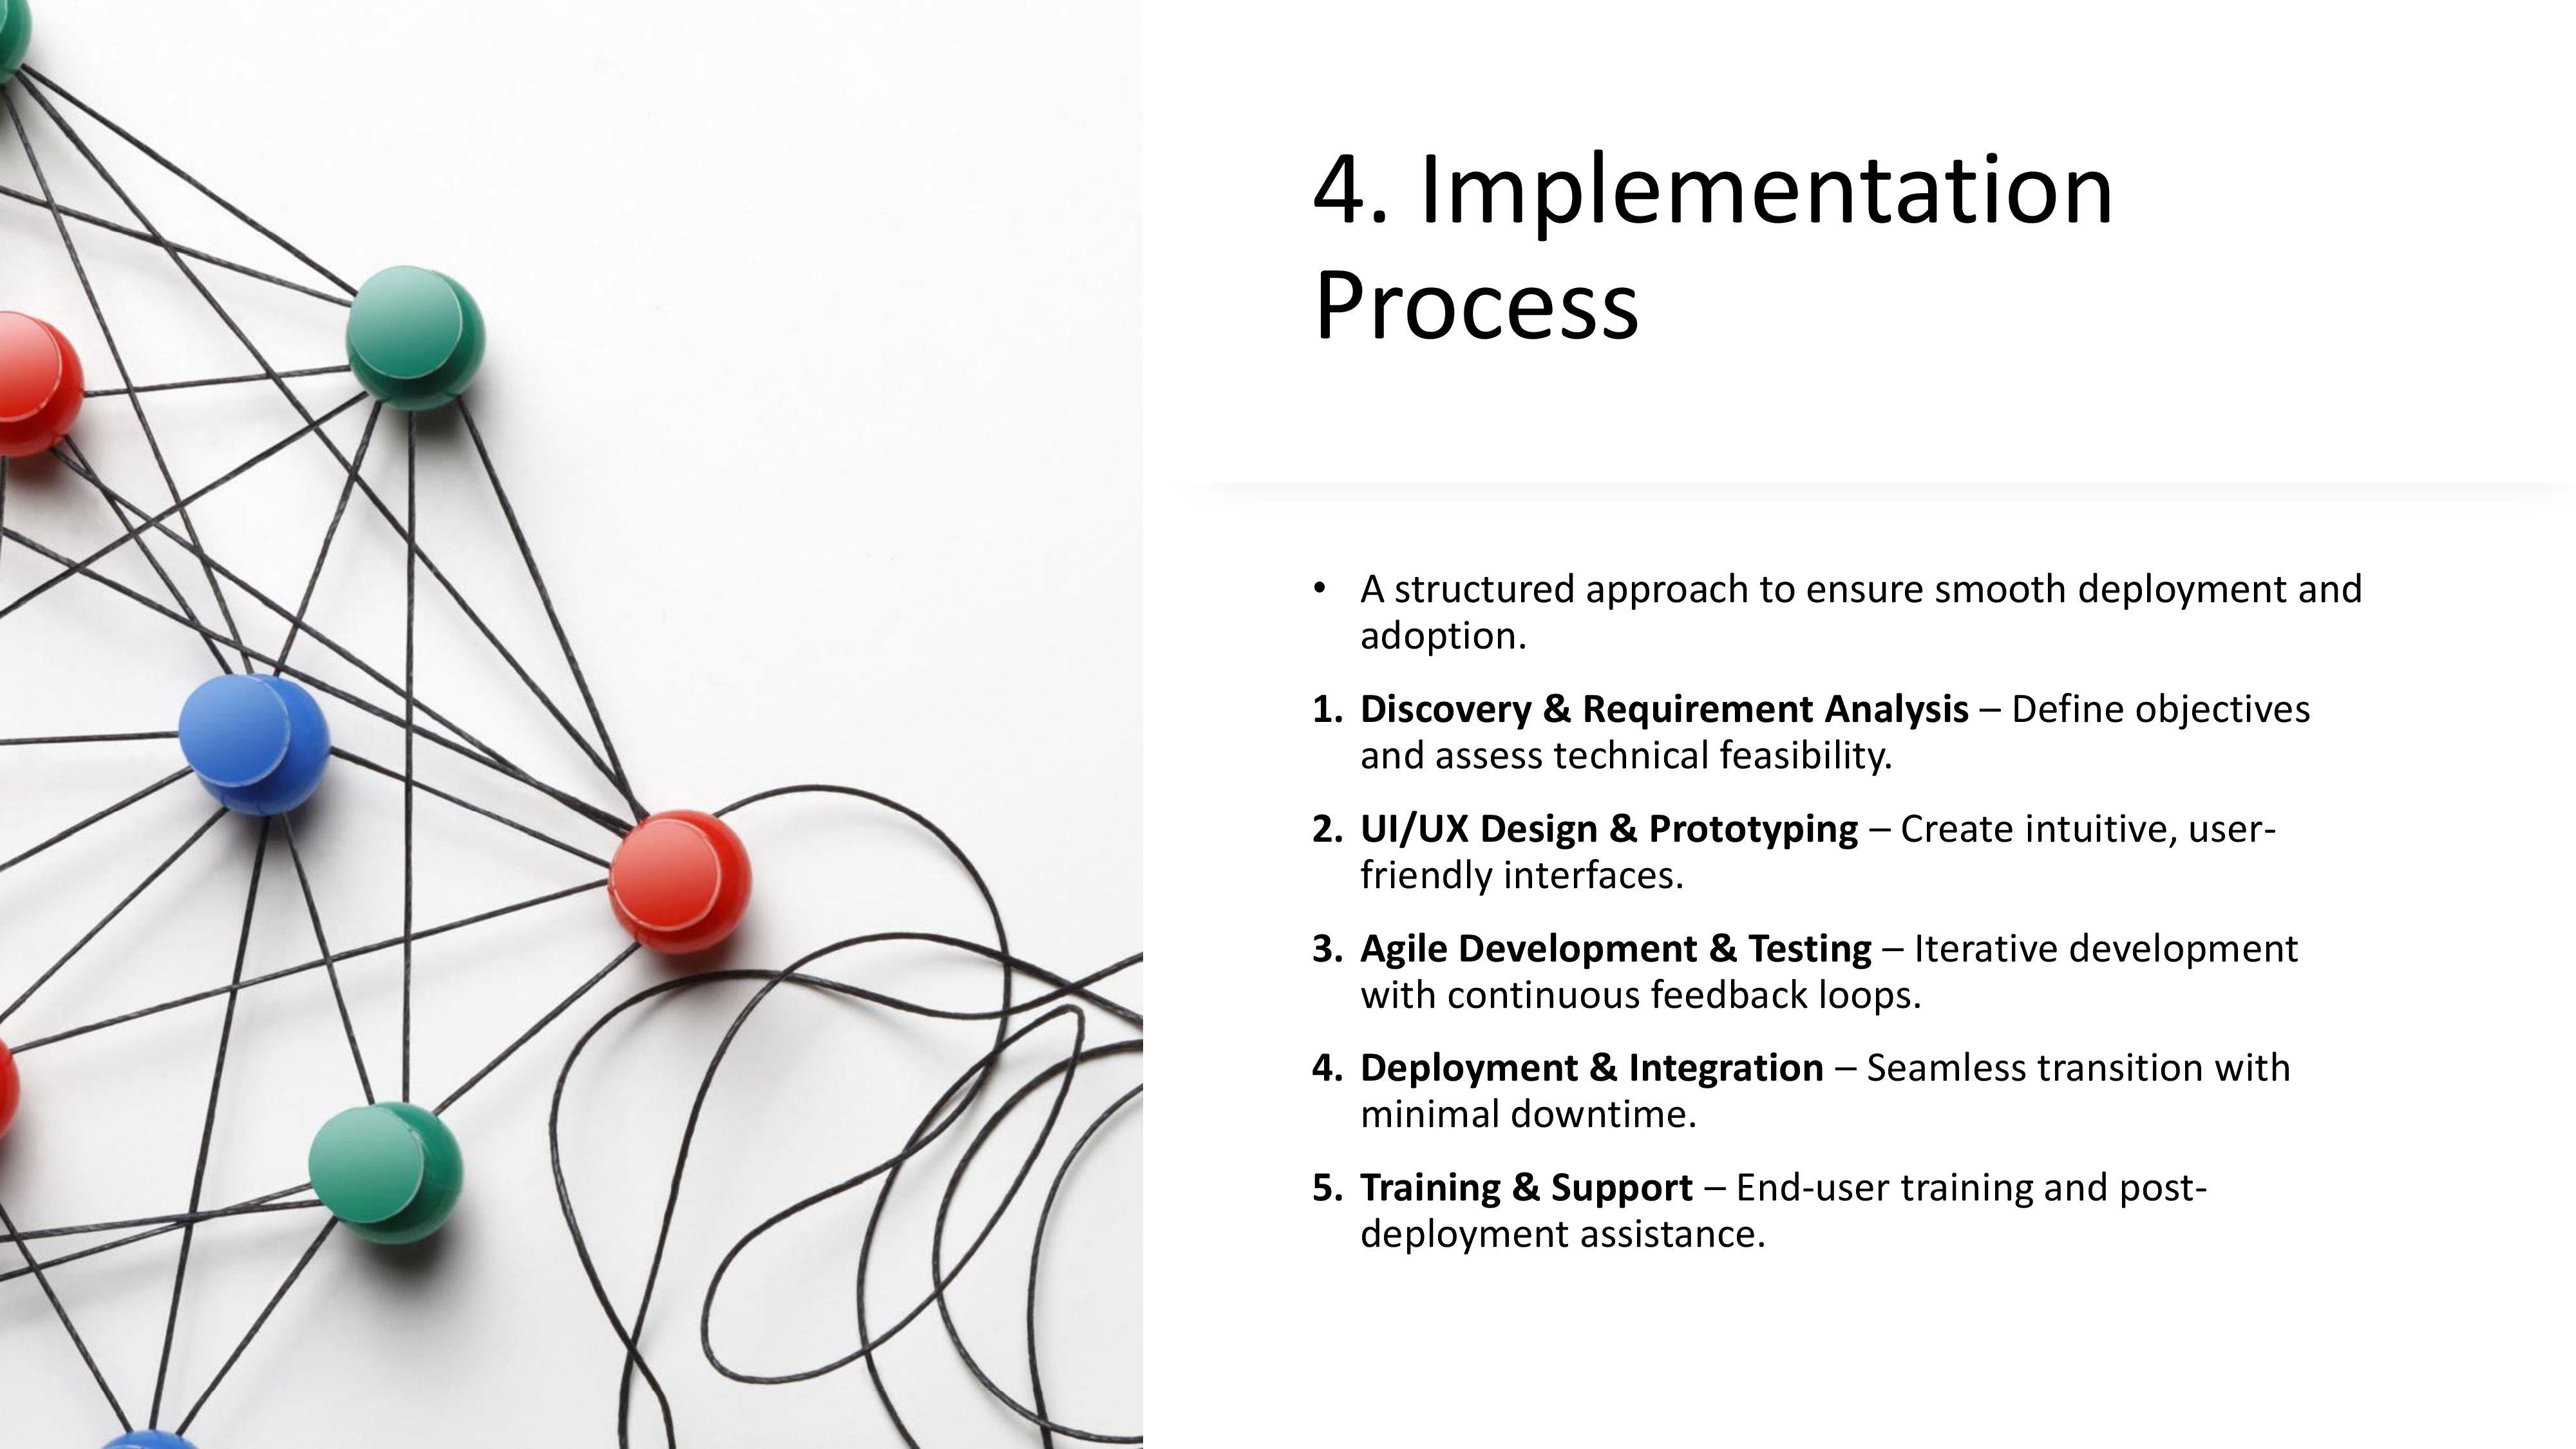 4. Implementation
Process
• A structured approach to ensure smooth deployment and
adoption.
1. Discovery & Requirement Analysis – Define objectives
and assess technical feasibility.
2. UI/UX Design & Prototyping – Create intuitive, user-
friendly interfaces.
3. Agile Development & Testing – Iterative development
with continuous feedback loops.
4. Deployment & Integration – Seamless transition with
minimal downtime.
5. Training & Support – End-user training and post-
deployment assistance.